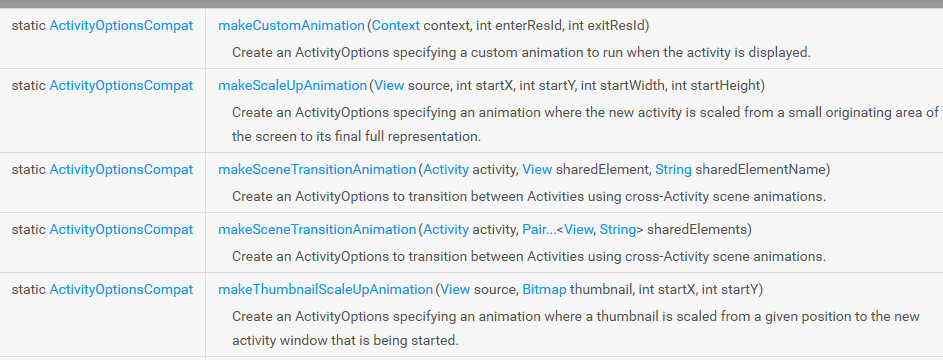 static ActivityOptionsCompat makeCustomAnimation(Context context, int enterResId, int exitResId)
Create an ActivityOptions specifying a custom animation to run when the activity is displayed.
static ActivityOptionsCompat makeScaleUpAnimation(View source, int startX, int startY, int startWidth, int startHeight)
Create an ActivityOptions specifying an animation where the new activity is scaled from a small originating area of
the screen to its final full representation.
static ActivityOptionsCompat makeSceneTransitionAnimation(Activity activity, View sharedElement, String sharedElementName)
Create an ActivityOptions to transition between Activities using cross-Activity scene animations.
static ActivityOptionsCompat makeSceneTransitionAnimation(Activity activity, Pair...<View, String> sharedElements)
Create an ActivityOptions to transition between Activities using cross-Activity scene animations.
static ActivityOptionsCompat makeThumbnailScaleUpAnimation(View source, Bitmap thumbnail, int startX, int startY)
Create an ActivityOptions specifying an animation where a thumbnail is scaled from a given position to the new
activity window that is being started.